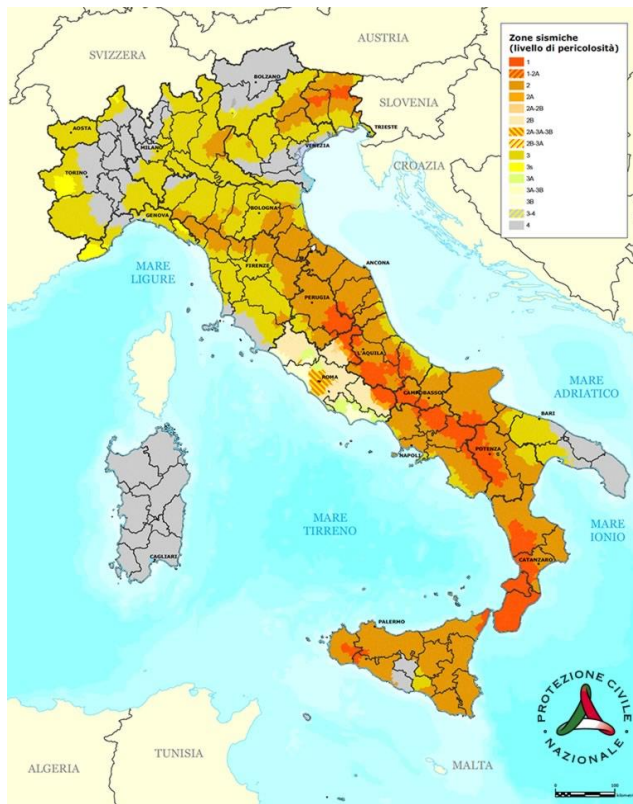 AUSTRIA
SVIZZERA
Zone sismiche
(livello di pericolosità)
1
1-2A
2
2A
2A-2B
2B
2A-3A-3B
2B-3A
3
3s
3A
3A-3B
3B
3-4
4
BOLZANO
SLOVENIA
AOSTA
TRIESTE
MILANO
VENEZIA
CROAZIA
TORINO
BOLOGNA
GENOVA
FIRENZE
ANCONA
MARE
LIGURE
PERUGIA
L'AQUILA
ROMA
MARE
ADRIATICO
CAMPOBASSO
BARI
NAPOLI
POTENZA
MARE
TIRRENO
MARE
IONIO
CAGLIARI
CATANZARO
PALERMO
PROTEZIONE CIVILE
NAZIONALE
TUNISIA
ALGERIA
MALTA
0
100